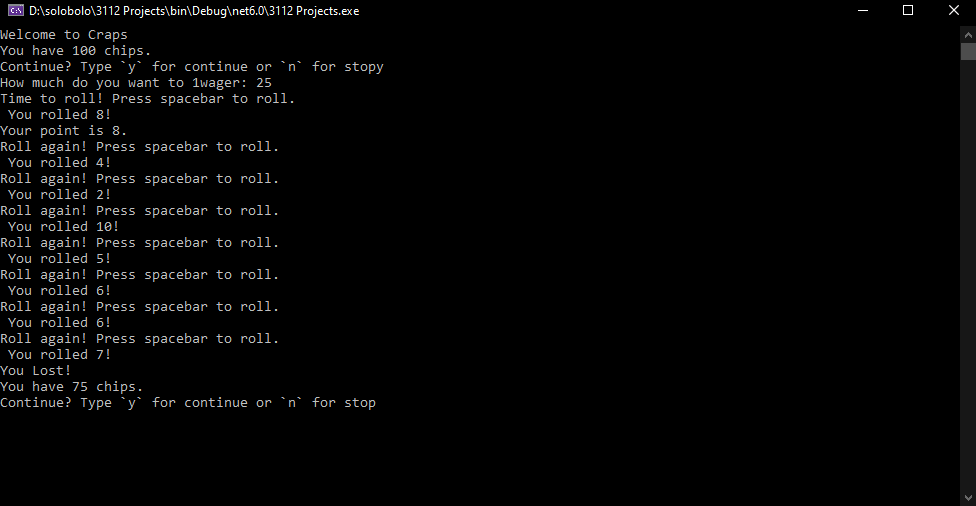 D:\solobolo\3112 Projects\bin\Debug\net6.0\3112 Projects.exe
Welcome to Craps
You have 100 chips.
Continue? Type `y` for continue or `n` for stopy
How much do you want to 1wager: 25
Time to roll! Press spacebar to roll.
 You rolled 8!
Your point is 8.
Roll again! Press spacebar to roll.
 You rolled 4!
Roll again! Press spacebar to roll.
 You rolled 2!
Roll again! Press spacebar to roll.
 You rolled 10!
Roll again! Press spacebar to roll.
 You rolled 5!
Roll again! Press spacebar to roll.
 You rolled 6!
Roll again! Press spacebar to roll.
 You rolled 6!
Roll again! Press spacebar to roll.
 You rolled 7!
You Lost!
You have 75 chips.
Continue? Type `y` for continue or `n` for stop